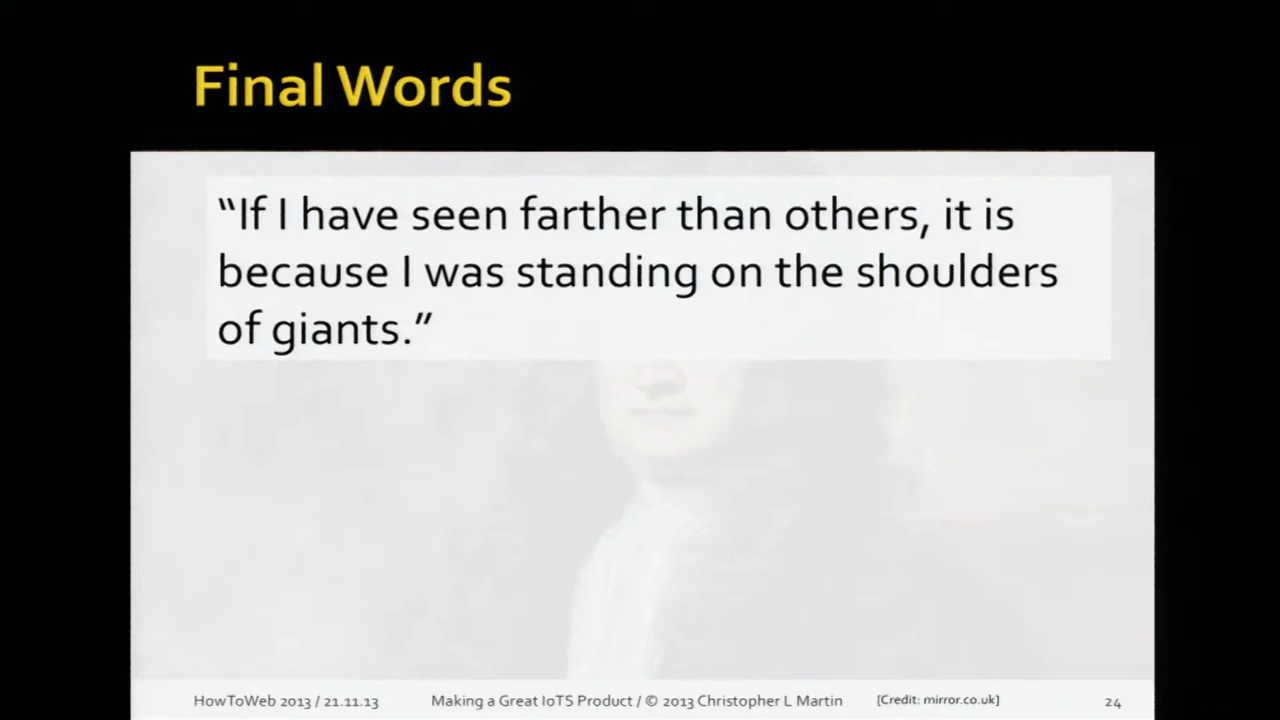 Final Words
“If I have seen farther than others, it is
because I was standing on the shoulders
of giants.”
HowToWeb 2013 / 21.11.13 Making a Great IoTS Product / © 2013 Christopher L Martin [Credit: mirror.co.uk] 24